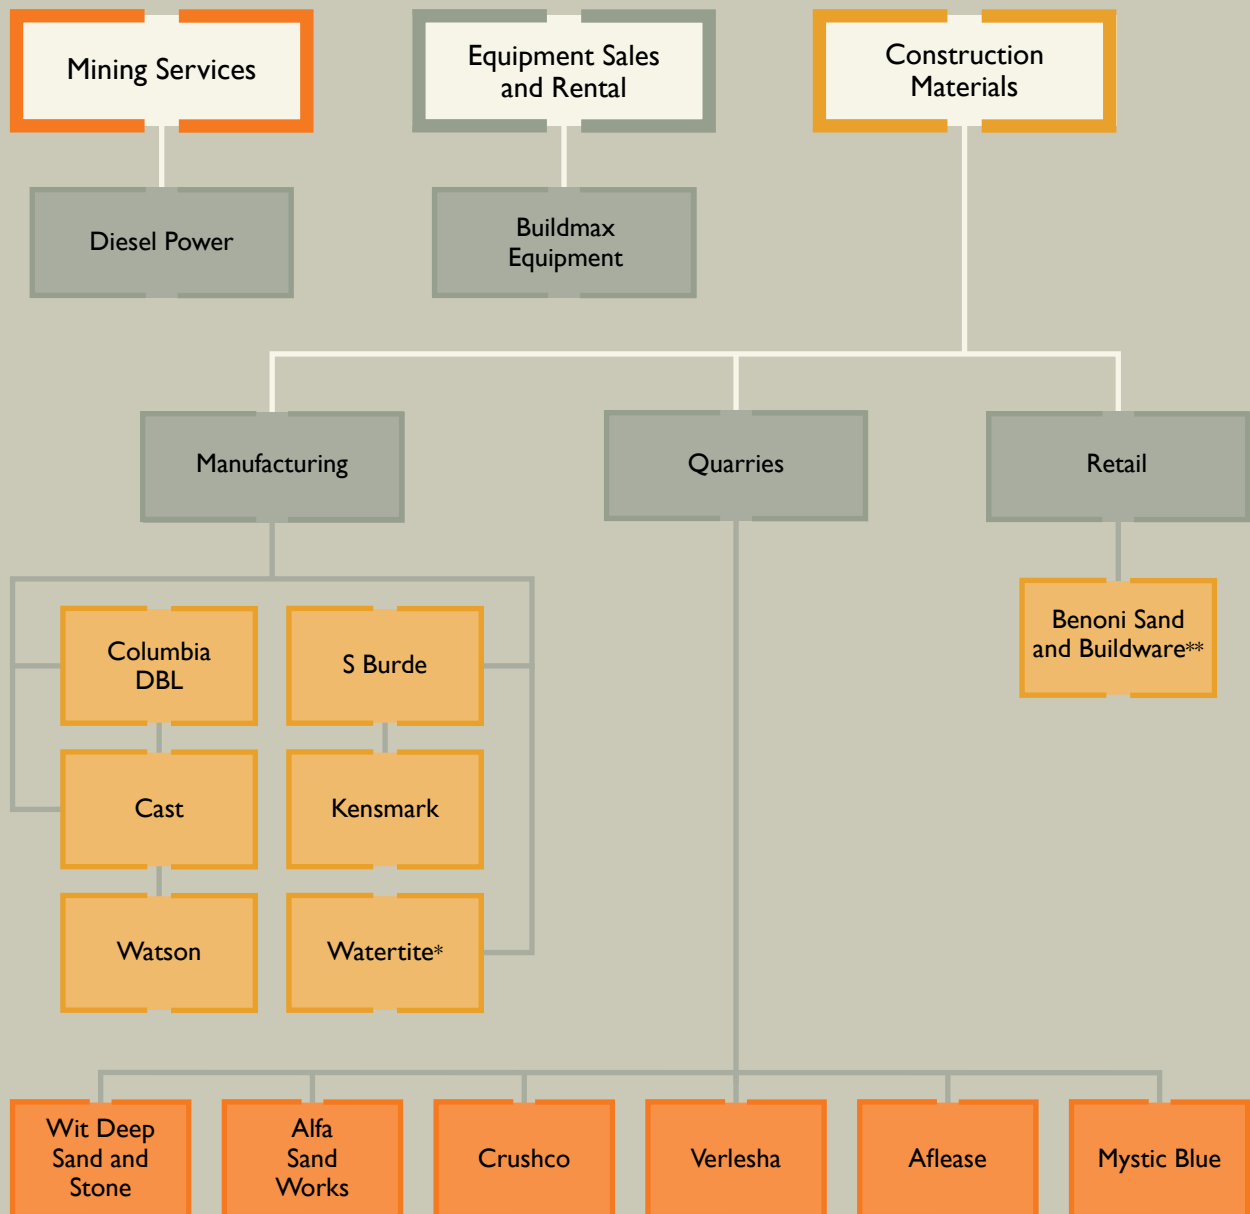 Mining Services
Equipment Sales
and Rental
Construction
Materials
Diesel Power
Buildmax
Equipment
Manufacturing
Quarries
Retail
Columbia
DBL
S Burde
Benoni Sand
and Buildware**
Cast
Kensmark
Watson
Watertite*
Wit Deep
Sand and
Stone
Alfa
Sand
Works
Crushco
Verlesha
Aflease
Mystic Blue